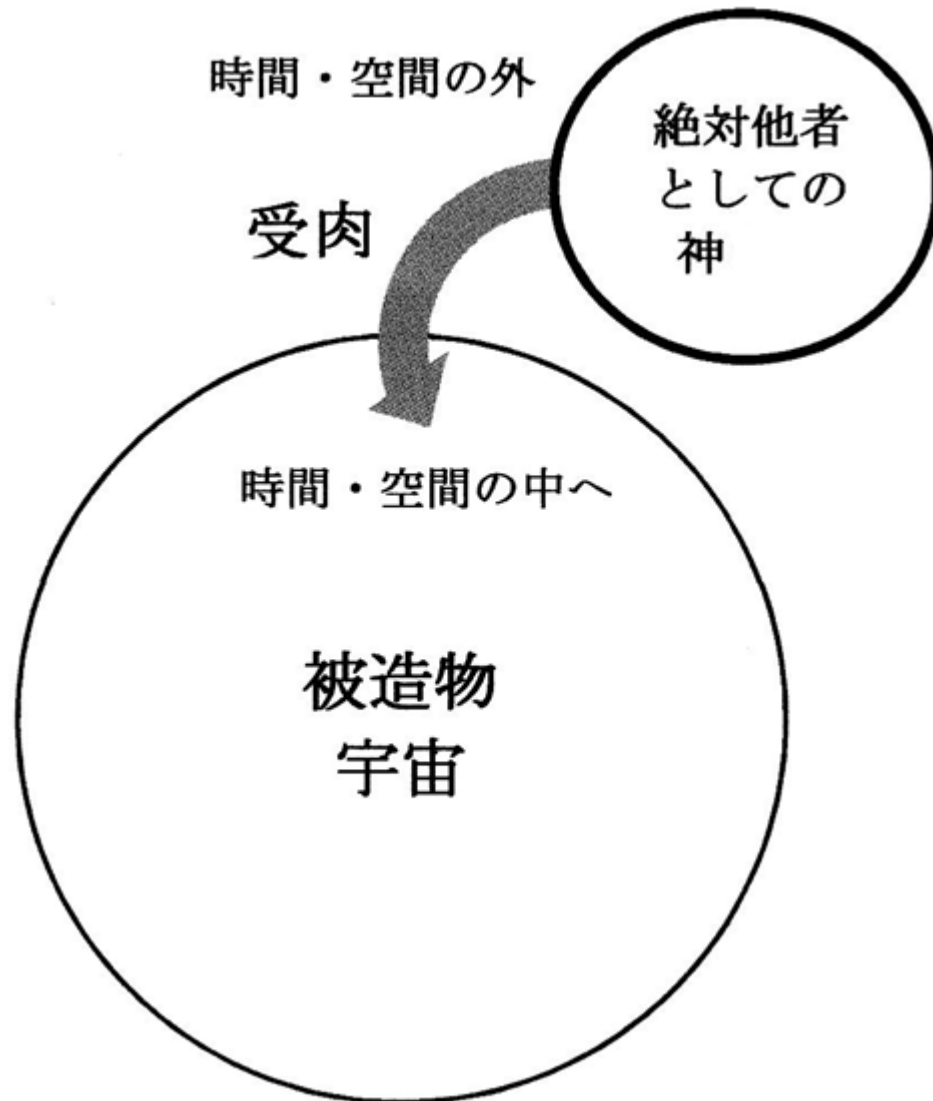 時間・空間の外
絶対他者
としての
神
受肉
時間・空間の中へ
被造物
宇宙